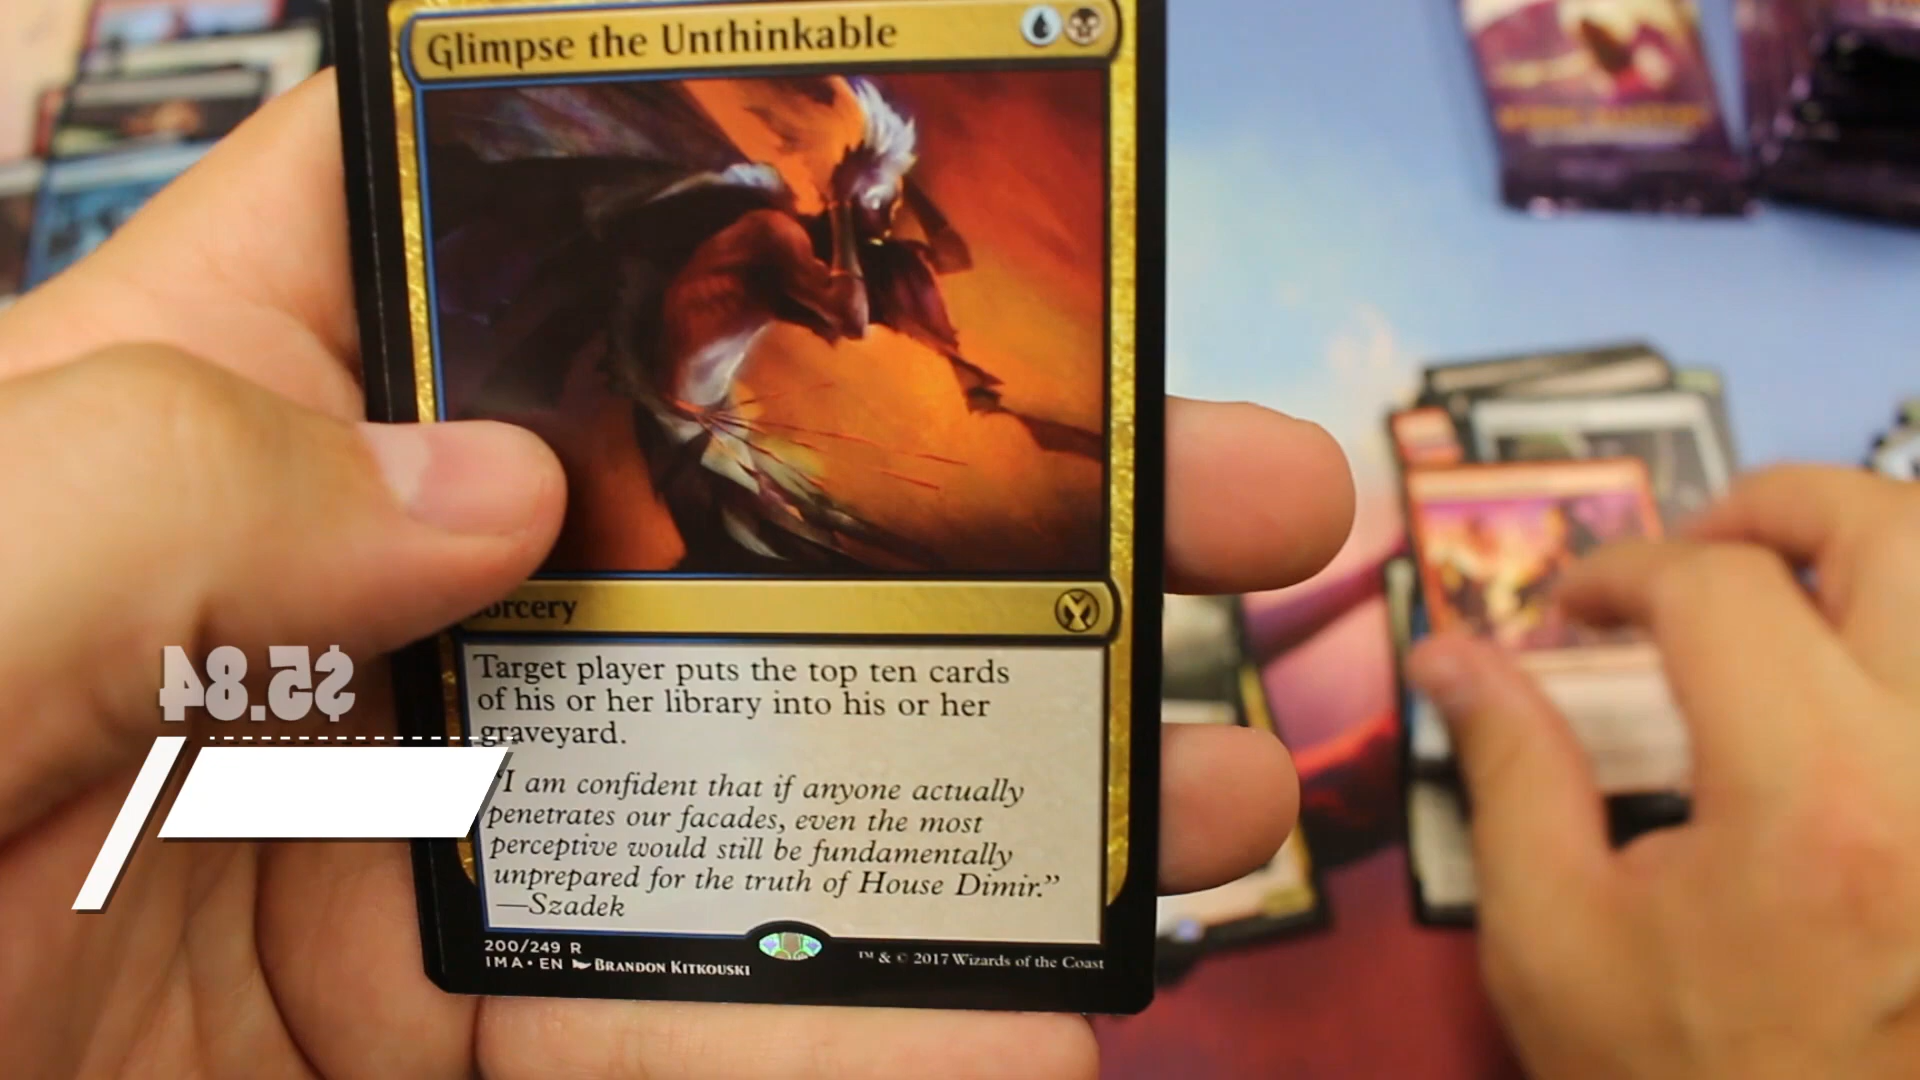 Glimpse the Unthinkable
Sorcery
Target player puts the top ten cards
of his or her library into his or her
graveyard.
"I am confident that if anyone actually
penetrates our facades, even the most
perceptive would still be fundamentally
unprepared for the truth of House Dimir."
—Szadek
200/249 R
IMA • EN BRANDON KITKOUSKI
™ & © 2017 Wizards of the Coast
$5.84